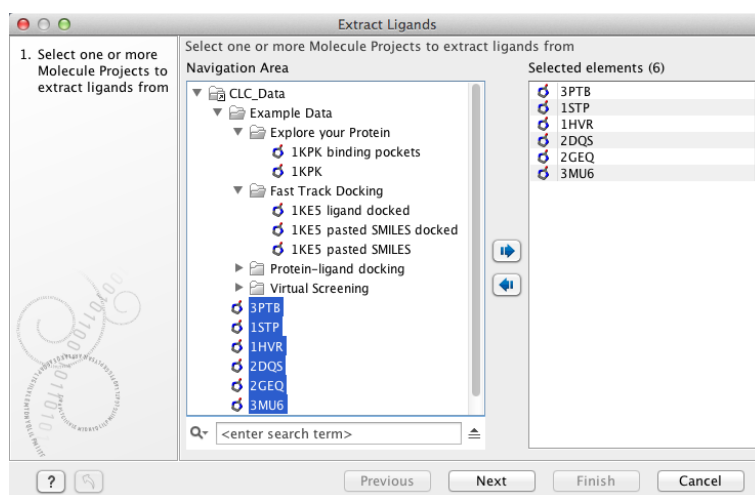 Extract Ligands
1. Select one or more
Molecule Projects to
extract ligands from
Select one or more Molecule Projects to extract ligands from
Navigation Area
CLC_Data
Example Data
Explore your Protein
1KPK binding pockets
1KPK
Fast Track Docking
1KE5 ligand docked
1KE5 pasted SMILES docked
1KE5 pasted SMILES
Protein-ligand docking
Virtual Screening
3PTB
1STP
1HVR
2DQS
2GEQ
3MU6
<enter search term>
Selected elements (6)
3PTB
1STP
1HVR
2DQS
2GEQ
3MU6
?
Previous
Next
Finish
Cancel